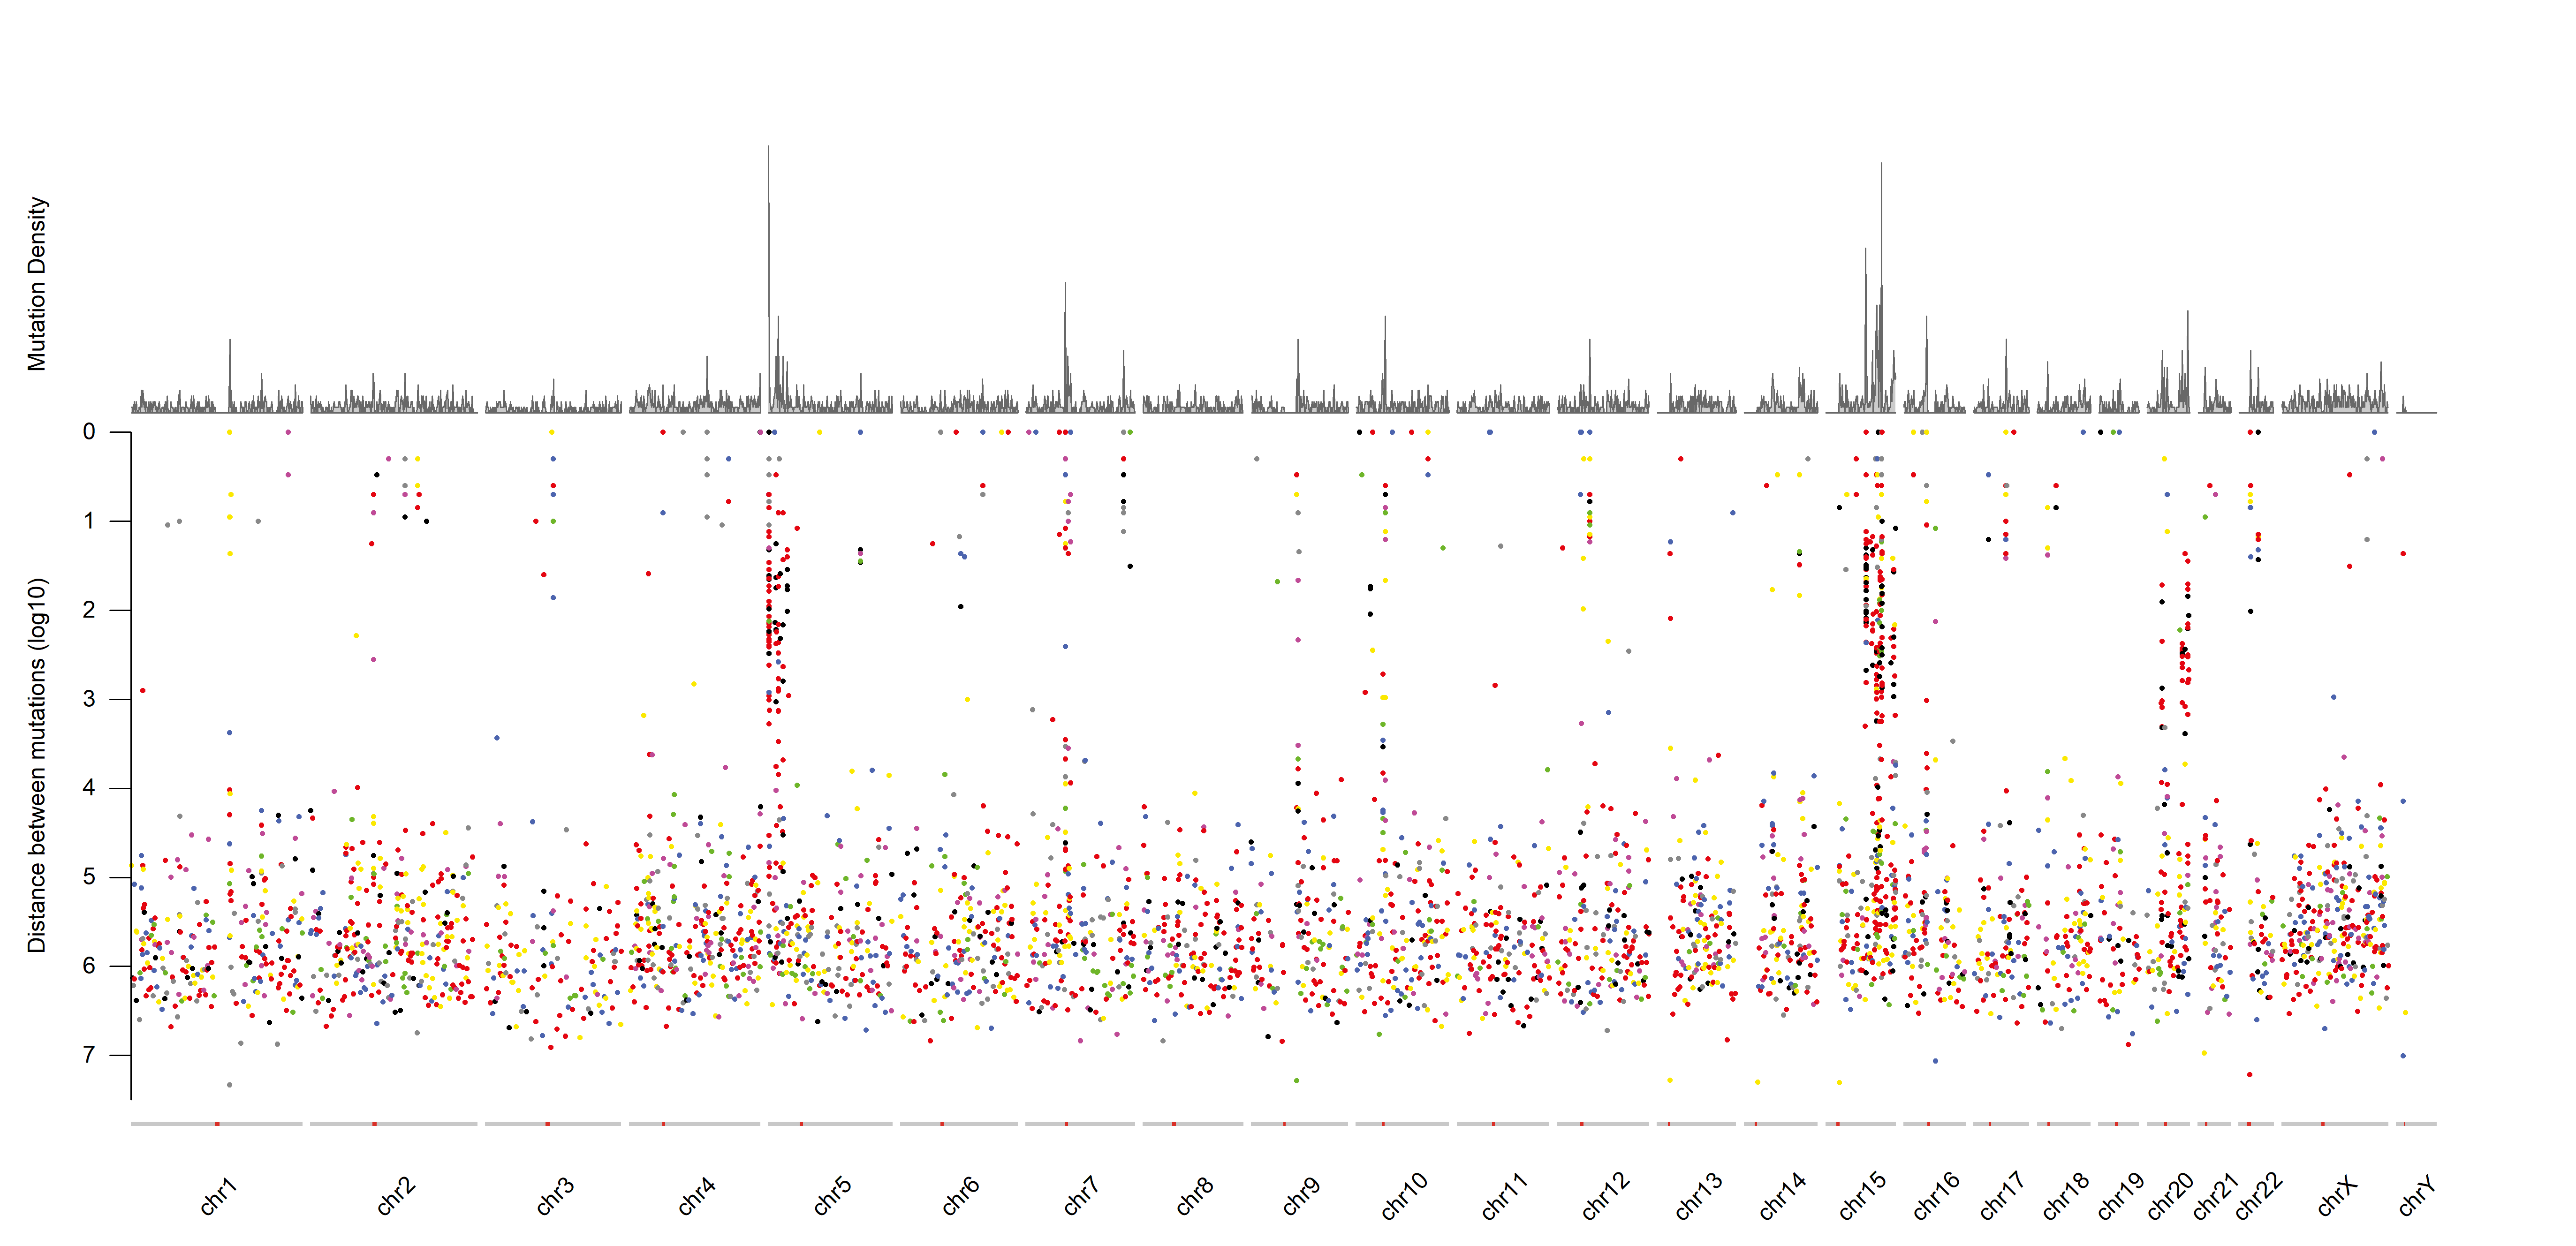 Mutation Density
Distance between mutations (log10)
0
1
2
3
4
5
6
7
chr1
chr2
chr3
chr4
chr5
chr6
chr7
chr8
chr9
chr10
chr11
chr12
chr13
chr14
chr15
chr16
chr17
chr18
chr19
chr20
chr21
chr22
chrX
chrY